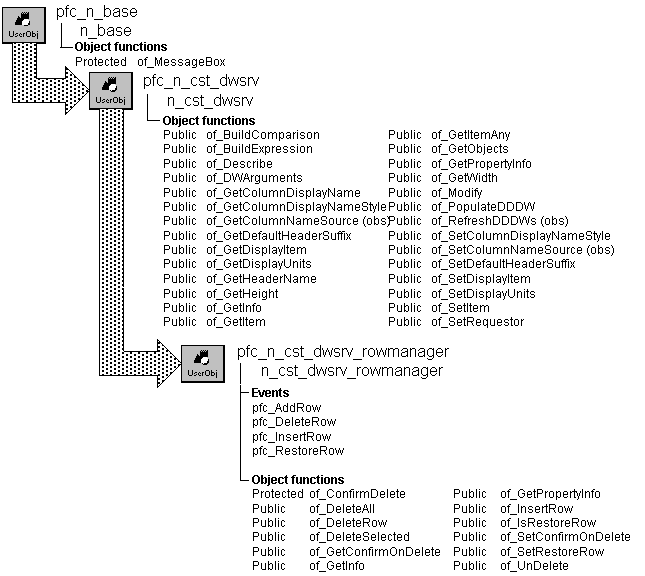 UserObj
pfc_n_base
n_base
Object functions
Protected of_MessageBox
UserObj
pfc_n_cst_dwsrv
n_cst_dwsrv
Object functions
Public of_BuildComparison Public of_GetItemAny
Public of_BuildExpression Public of_GetObjects
Public of_Describe Public of_GetPropertyInfo
Public of_DWArguments Public of_GetWidth
Public of_GetColumnDisplayName Public of_Modify
Public of_GetColumnDisplayNameStyle Public of_PopulateDDDW
Public of_GetColumnNameSource (obs) Public of_RefreshDDDWs (obs)
Public of_GetDefaultHeaderSuffix Public of_SetColumnDisplayNameStyle
Public of_GetDisplayItem Public of_SetColumnNameSource (obs)
Public of_GetDisplayUnits Public of_SetDefaultHeaderSuffix
Public of_GetHeaderName Public of_SetDisplayItem
Public of_GetHeight Public of_SetDisplayUnits
Public of_GetInfo Public of_SetItem
Public of_GetItem Public of_SetRequestor
UserObj
pfc_n_cst_dwsrv_rowmanager
n_cst_dwsrv_rowmanager
Events
pfc_AddRow
pfc_DeleteRow
pfc_InsertRow
pfc_RestoreRow
Object functions
Protected of_ConfirmDelete Public of_GetPropertyInfo
Public of_DeleteAll Public of_InsertRow
Public of_DeleteRow Public of_IsRestoreRow
Public of_DeleteSelected Public of_SetConfirmOnDelete
Public of_GetConfirmOnDelete Public of_SetRestoreRow
Public of_GetInfo Public of_UnDelete